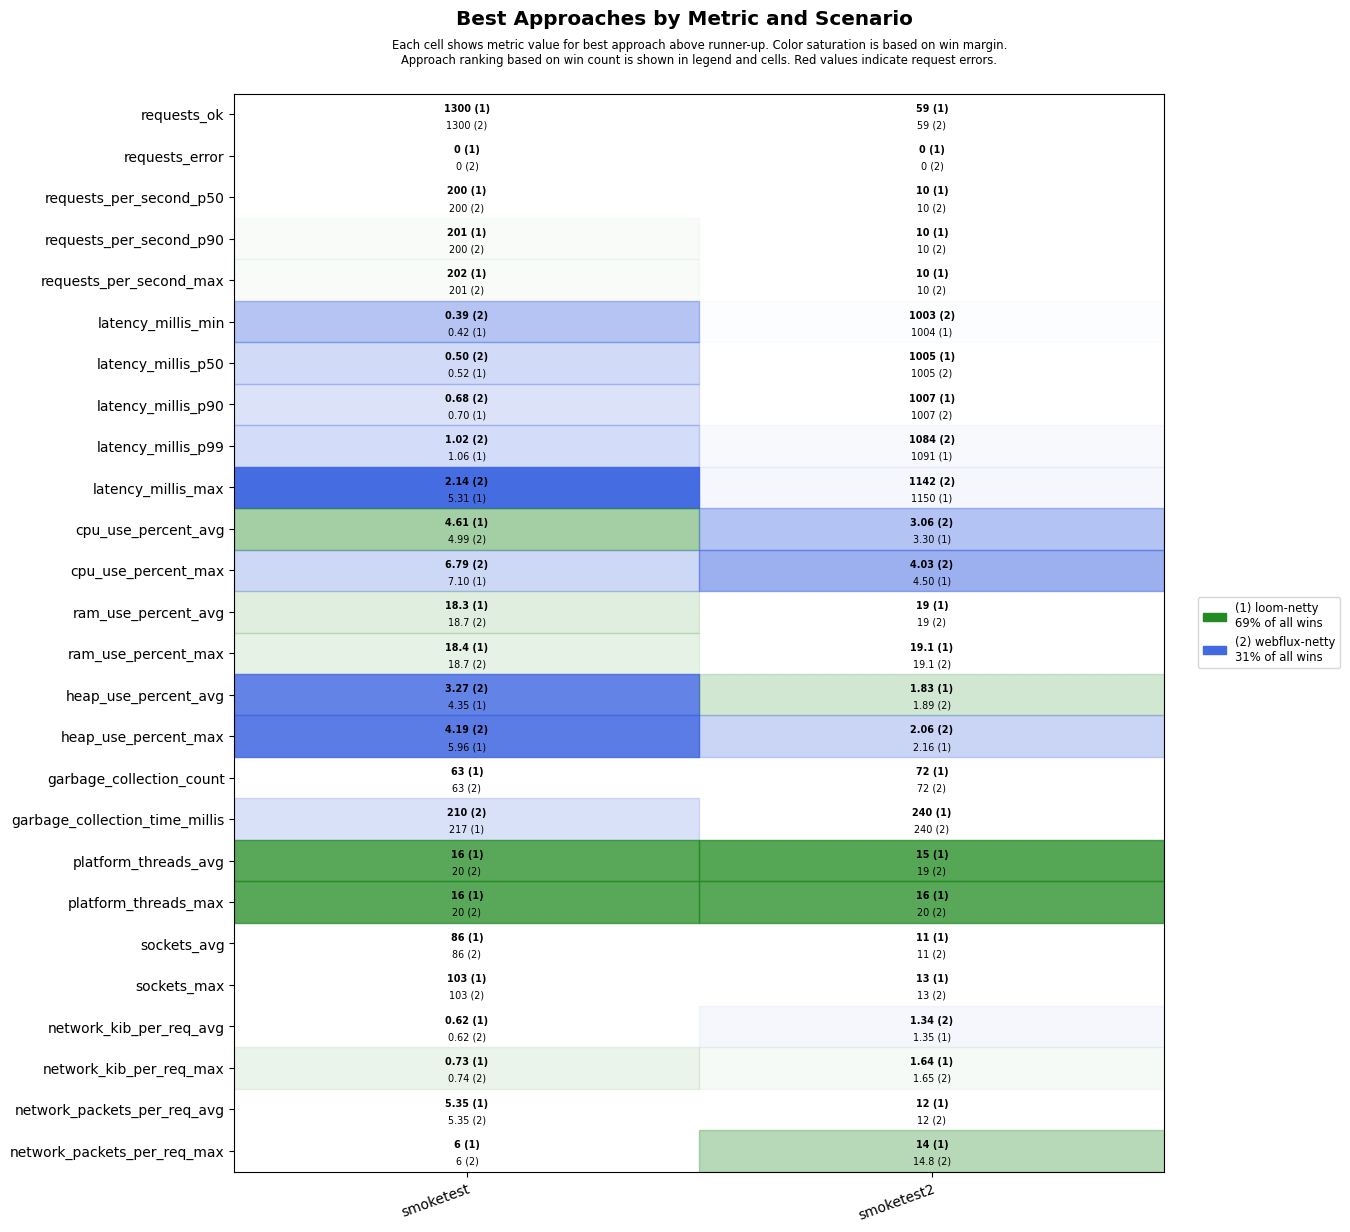 Best Approaches by Metric and Scenario
Each cell shows metric value for best approach above runner-up. Color saturation is based on win margin.
Approach ranking based on win count is shown in legend and cells. Red values indicate request errors.
requests_ok
1300 (1)
1300 (2)
59 (1)
59 (2)
requests_error
0 (1)
0 (2)
0 (1)
0 (2)
requests_per_second_p50
200 (1)
200 (2)
10 (1)
10 (2)
requests_per_second_p90
201 (1)
200 (2)
10 (1)
10 (2)
requests_per_second_max
202 (1)
201 (2)
10 (1)
10 (2)
latency_millis_min
0.39 (2)
0.42 (1)
1003 (2)
1004 (1)
latency_millis_p50
0.50 (2)
0.52 (1)
1005 (1)
1005 (2)
latency_millis_p90
0.68 (2)
0.70 (1)
1007 (1)
1007 (2)
latency_millis_p99
1.02 (2)
1.06 (1)
1084 (2)
1091 (1)
latency_millis_max
2.14 (2)
5.31 (1)
1142 (2)
1150 (1)
cpu_use_percent_avg
4.61 (1)
4.99 (2)
3.06 (2)
3.30 (1)
cpu_use_percent_max
6.79 (2)
7.10 (1)
4.03 (2)
4.50 (1)
ram_use_percent_avg
18.3 (1)
18.7 (2)
19 (1)
19 (2)
ram_use_percent_max
18.4 (1)
18.7 (2)
19.1 (1)
19.1 (2)
heap_use_percent_avg
3.27 (2)
4.35 (1)
1.83 (1)
1.89 (2)
heap_use_percent_max
4.19 (2)
5.96 (1)
2.06 (2)
2.16 (1)
garbage_collection_count
63 (1)
63 (2)
72 (1)
72 (2)
garbage_collection_time_millis
210 (2)
217 (1)
240 (1)
240 (2)
platform_threads_avg
16 (1)
20 (2)
15 (1)
19 (2)
platform_threads_max
16 (1)
20 (2)
16 (1)
20 (2)
sockets_avg
86 (1)
86 (2)
11 (1)
11 (2)
sockets_max
103 (1)
103 (2)
13 (1)
13 (2)
network_kib_per_req_avg
0.62 (1)
0.62 (2)
1.34 (2)
1.35 (1)
network_kib_per_req_max
0.73 (1)
0.74 (2)
1.64 (1)
1.65 (2)
network_packets_per_req_avg
5.35 (1)
5.35 (2)
12 (1)
12 (2)
network_packets_per_req_max
6 (1)
6 (2)
14 (1)
14.8 (2)
smoketest
smoketest2
(1) loom-netty
69% of all wins
(2) webflux-netty
31% of all wins